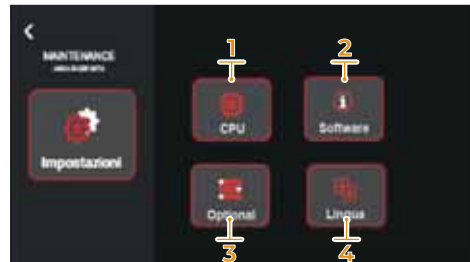 <
1
2
MAINTENANCE
CPU
Software
Impostazioni
Optional
Lingua
3
4